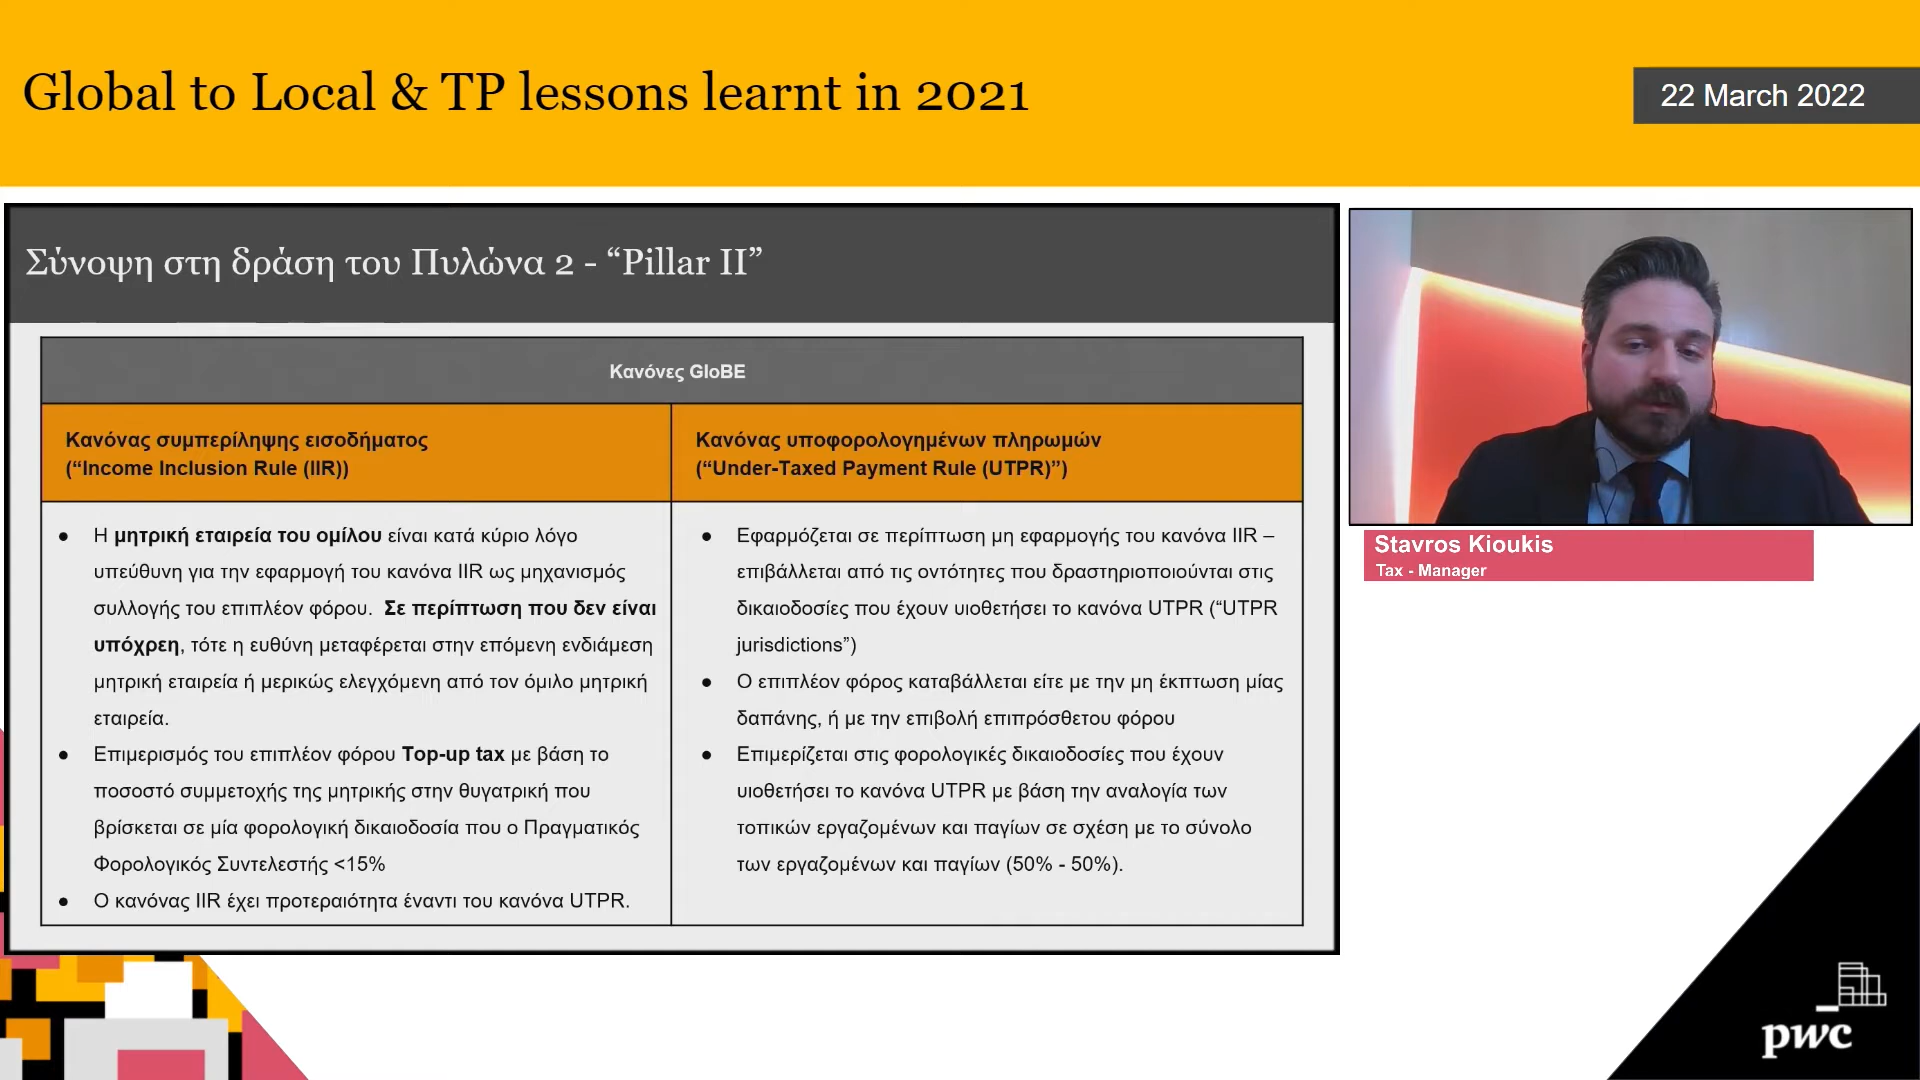 Global to Local & TP lessons learnt in 2021
22 March 2022
Σύνοψη στη δράση του Πυλώνα 2 - “Pillar II”
Κανόνες GloBE
Κανόνας συμπερίληψης εισοδήματος
(“Income Inclusion Rule (IIR))
Κανόνας υποφορολογημένων πληρωμών
(“Under-Taxed Payment Rule (UTPR)”)
● Η μητρική εταιρεία του ομίλου είναι κατά κύριο λόγο
υπεύθυνη για την εφαρμογή του κανόνα IIR ως μηχανισμός
συλλογής του επιπλέον φόρου. Σε περίπτωση που δεν είναι
υπόχρεη, τότε η ευθύνη μεταφέρεται στην επόμενη ενδιάμεση
μητρική εταιρεία ή μερικώς ελεγχόμενη από τον όμιλο μητρική
εταιρεία.
● Επιμερισμός του επιπλέον φόρου Top-up tax με βάση το
ποσοστό συμμετοχής της μητρικής στην θυγατρική που
βρίσκεται σε μία φορολογική δικαιοδοσία που ο Πραγματικός
Φορολογικός Συντελεστής <15%
● Ο κανόνας IIR έχει προτεραιότητα έναντι του κανόνα UTPR.
● Εφαρμόζεται σε περίπτωση μη εφαρμογής του κανόνα IIR –
επιβάλλεται από τις οντότητες που δραστηριοποιούνται στις
δικαιοδοσίες που έχουν υιοθετήσει το κανόνα UTPR (“UTPR
jurisdictions”)
● Ο επιπλέον φόρος καταβάλλεται είτε με την μη έκπτωση μίας
δαπάνης, ή με την επιβολή επιπρόσθετου φόρου
● Επιμερίζεται στις φορολογικές δικαιοδοσίες που έχουν
υιοθετήσει το κανόνα UTPR με βάση την αναλογία των
τοπικών εργαζομένων και παγίων σε σχέση με το σύνολο
των εργαζομένων και παγίων (50% - 50%).
Stavros Kioukis
Tax - Manager
pwc